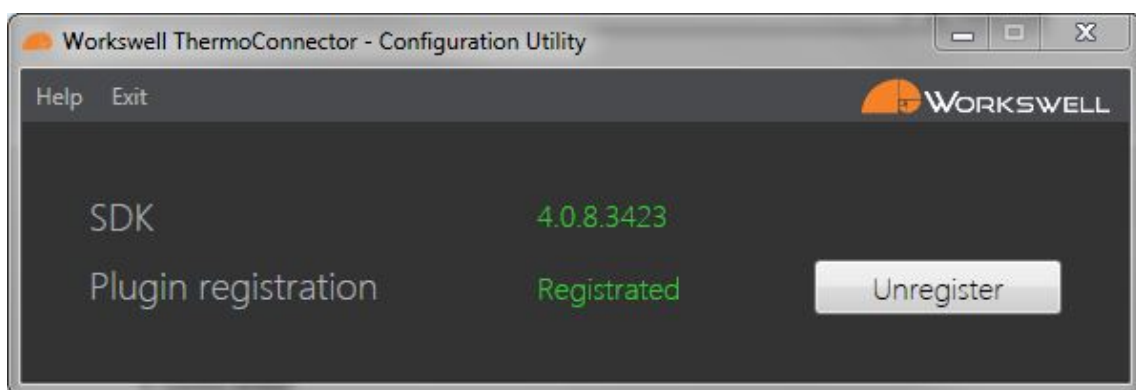 Workswell ThermoConnector - Configuration Utility
Help Exit
WORKSWELL
SDK 4.0.8.3423
Plugin registration Registrated Unregister